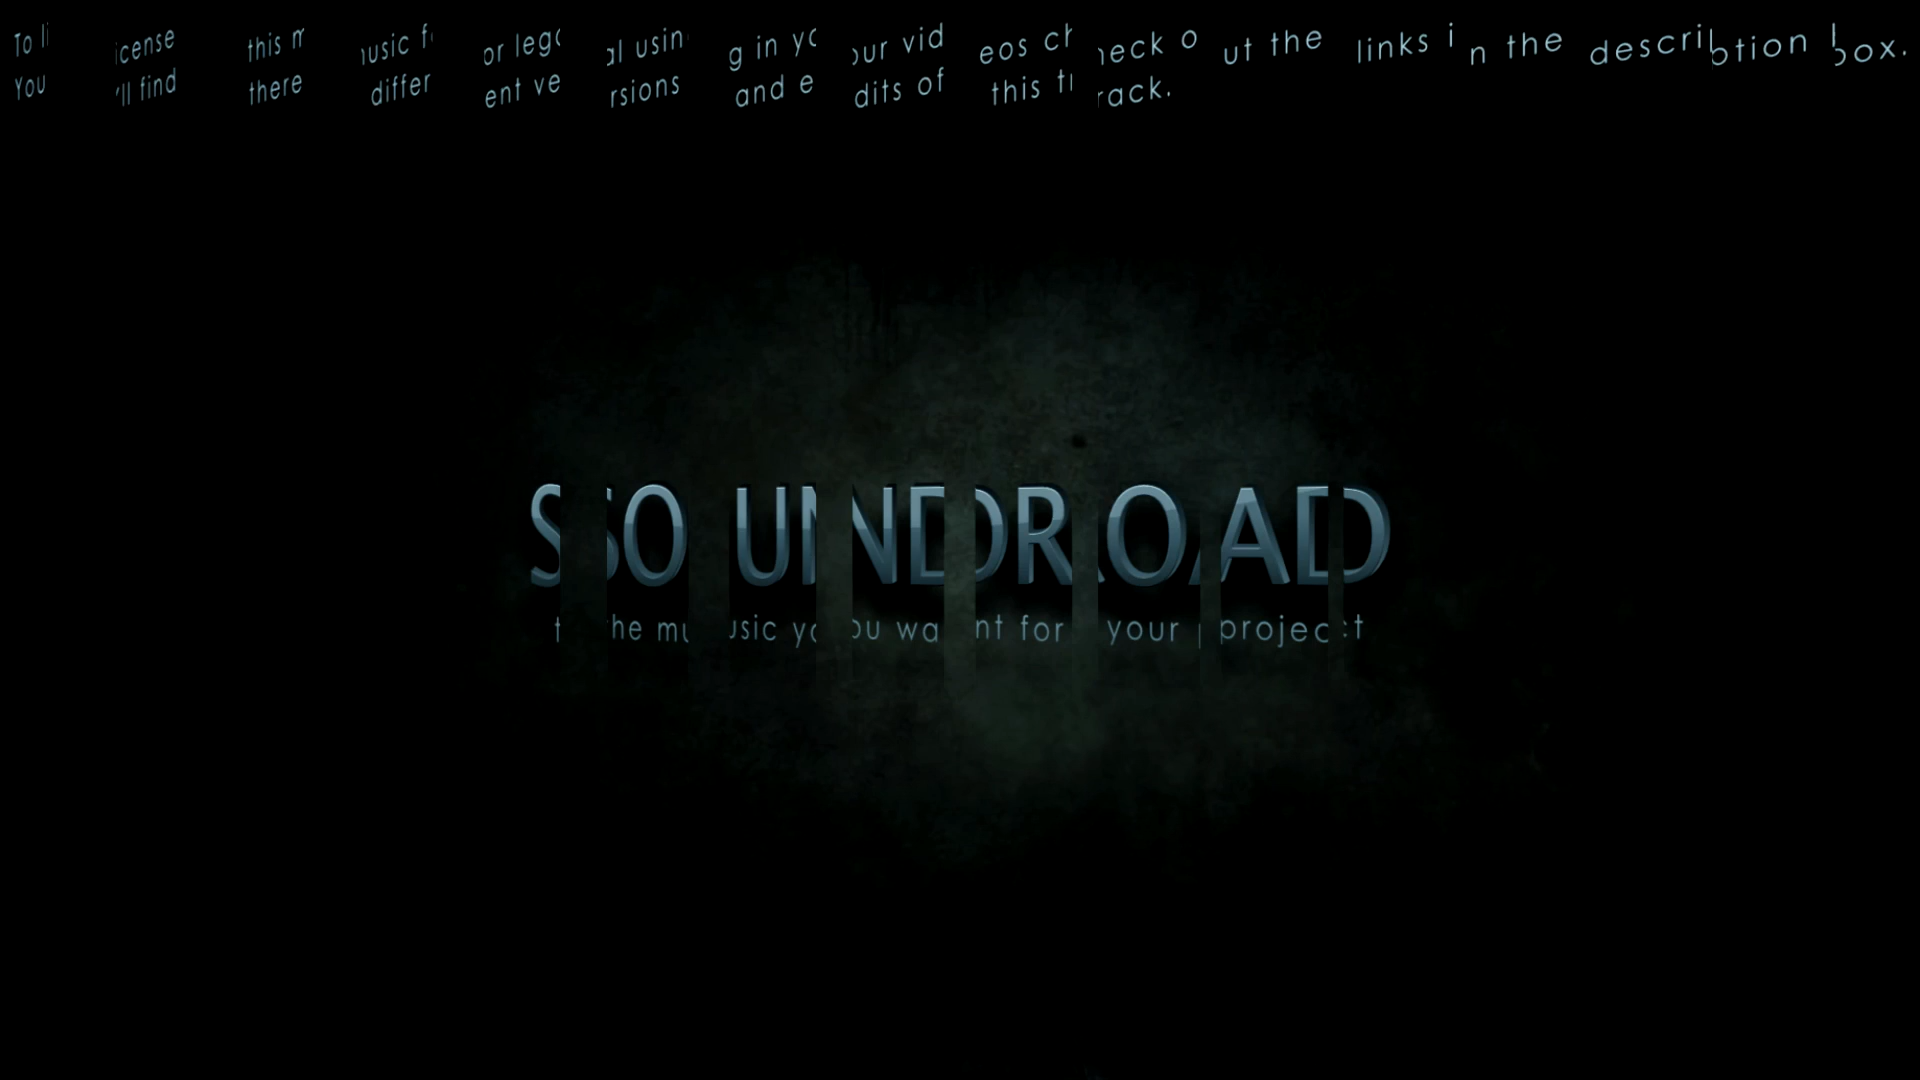 To license this music for legal using in your videos check out the links in the description box.
You'll find there different versions and edits of this track.
SOUNDROAD
the music you want for your project